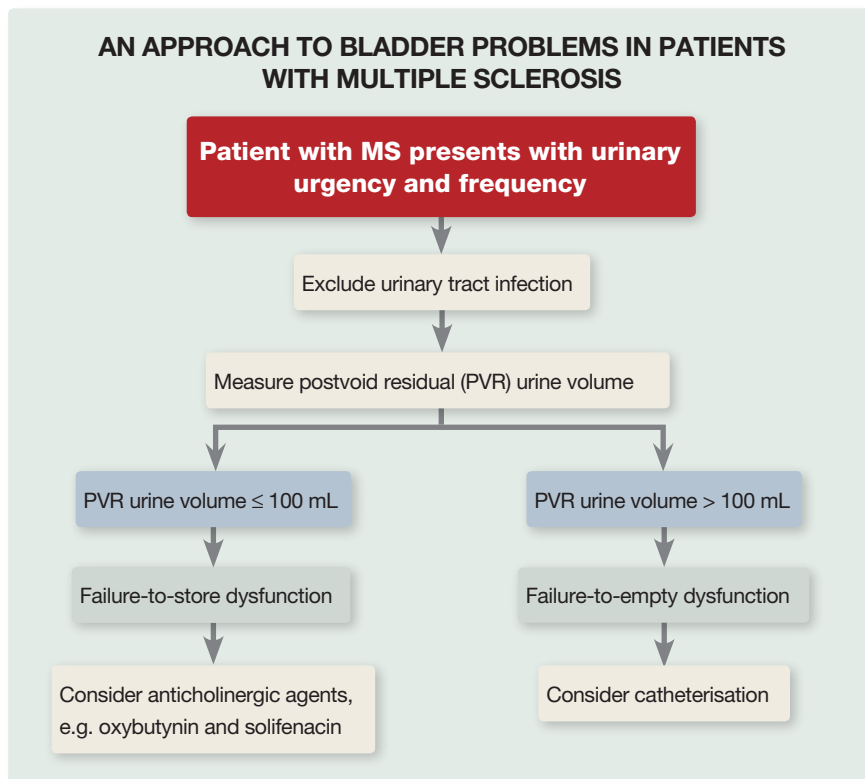 AN APPROACH TO BLADDER PROBLEMS IN PATIENTS
WITH MULTIPLE SCLEROSIS
Patient with MS presents with urinary
urgency and frequency
Exclude urinary tract infection
Measure postvoid residual (PVR) urine volume
PVR urine volume ≤ 100 mL
PVR urine volume > 100 mL
Failure-to-store dysfunction
Failure-to-empty dysfunction
Consider anticholinergic agents,
e.g. oxybutynin and solifenacin
Consider catheterisation